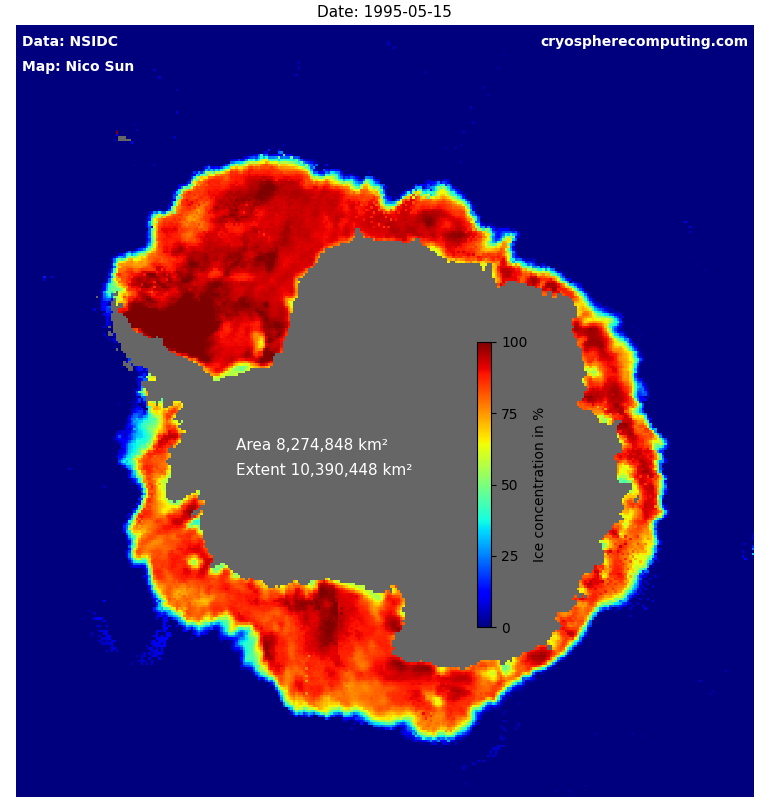 Date: 1995-05-15
Data: NSIDC
cryospherecomputing.com
Map: Nico Sun
100
75
50
25
0
Ice concentration in %
Area 8,274,848 km²
Extent 10,390,448 km²